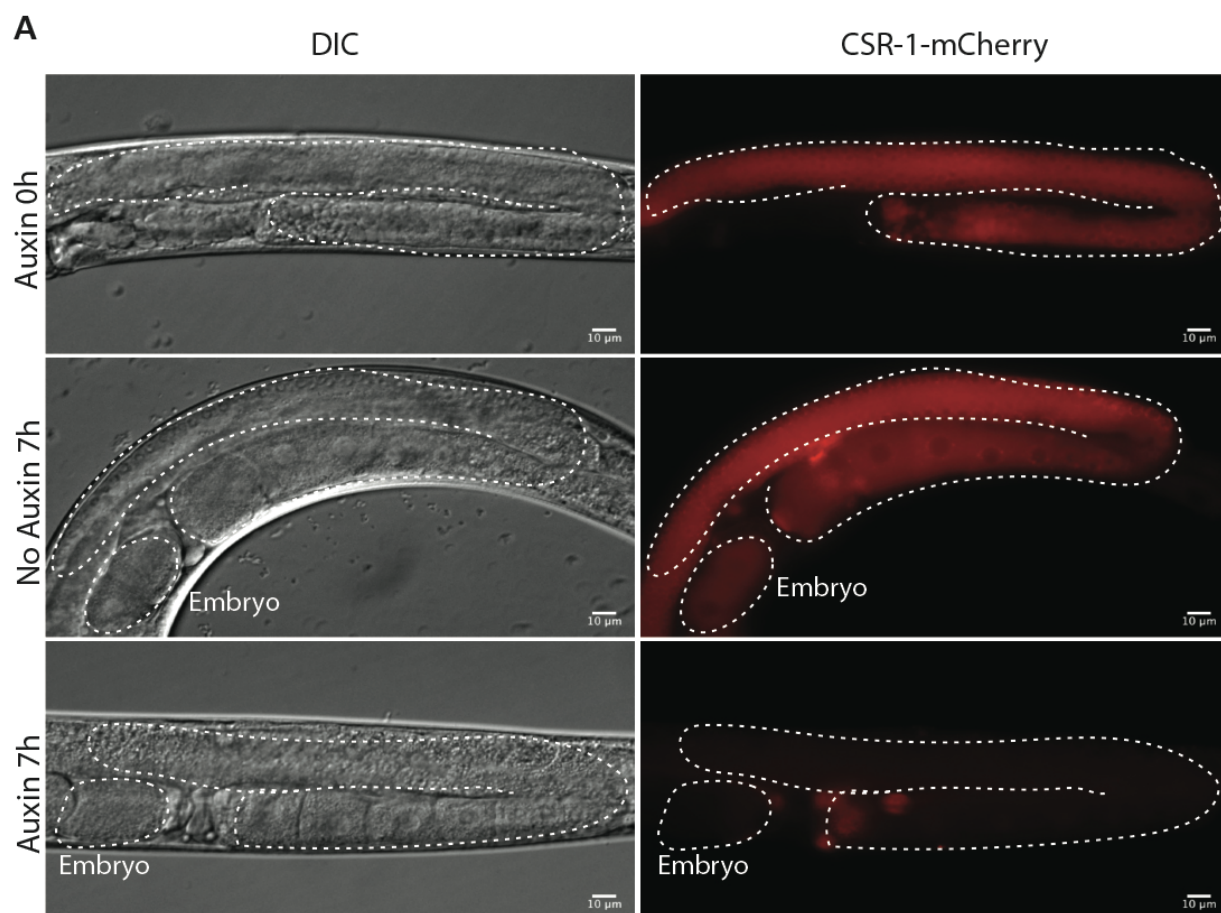 A
DIC
CSR-1-mCherry
Auxin 0h
10 µm
10 µm
No Auxin 7h
Embryo
10 µm
Embryo
10 µm
Auxin 7h
Embryo
10 µm
Embryo
10 µm